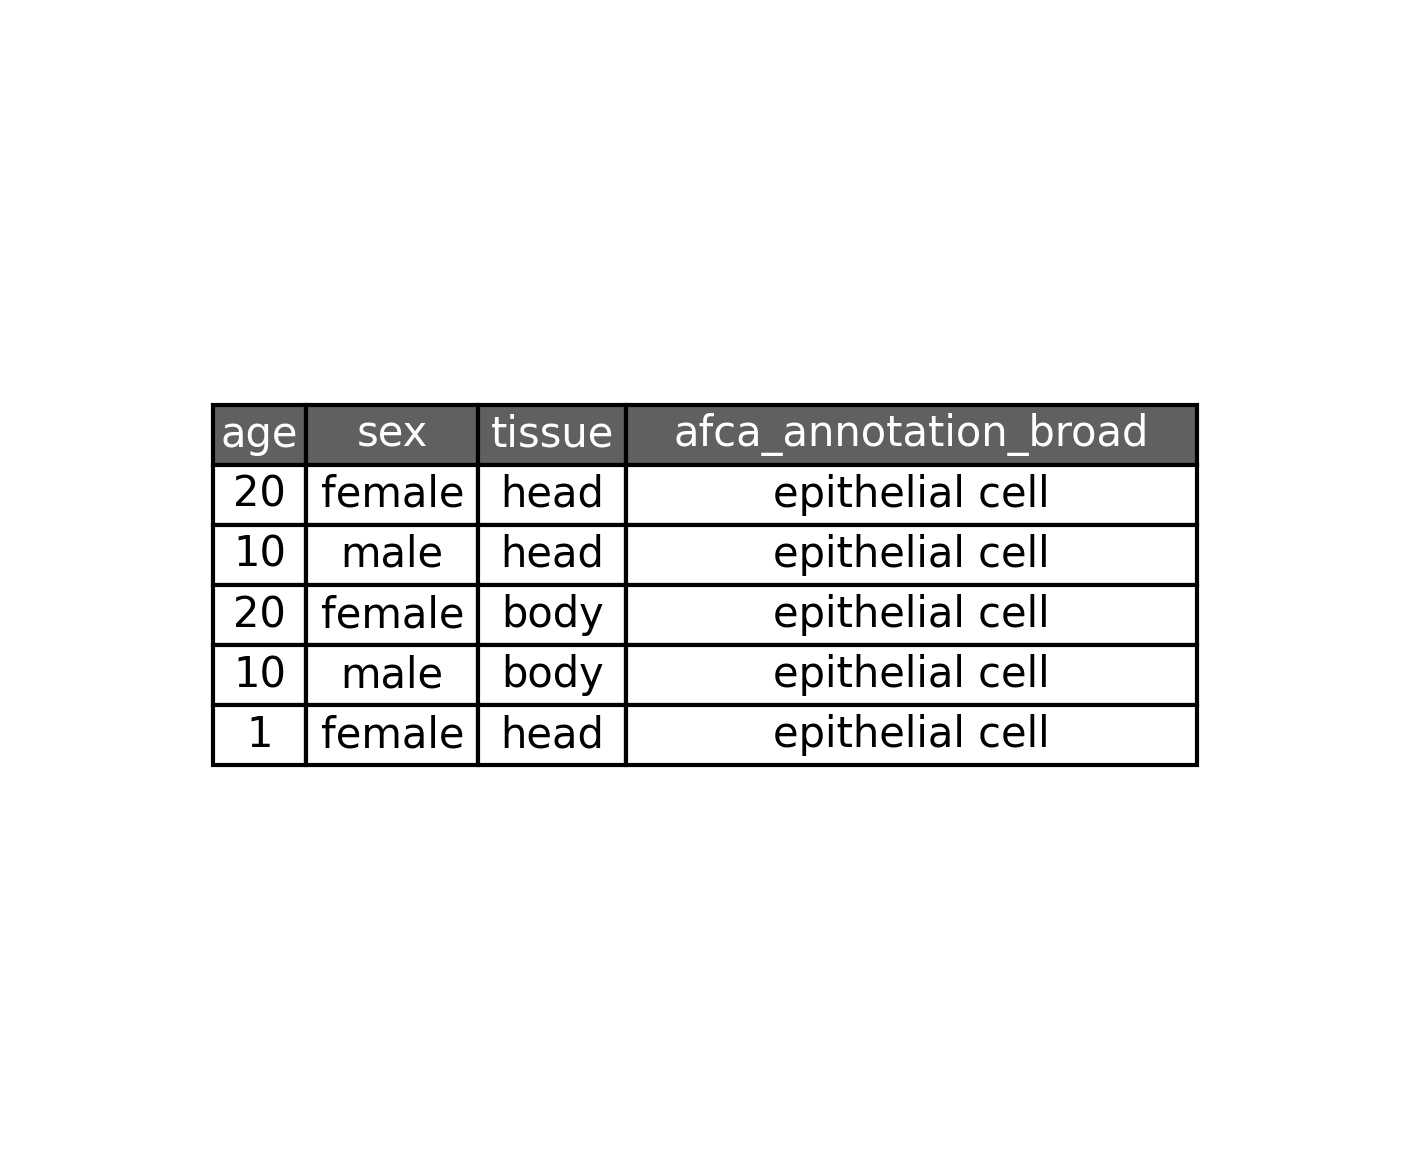 age sex tissue afca_annotation_broad
20 female head epithelial cell
10 male head epithelial cell
20 female body epithelial cell
10 male body epithelial cell
1 female head epithelial cell